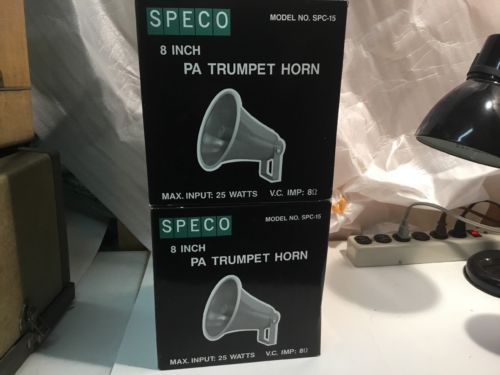 SPECO
MODEL NO. SPC-15
8 INCH
PA TRUMPET HORN
MAX. INPUT: 25 WATTS V.C. IMP: 8Ω
SPECO
MODEL NO. SPC-15
8 INCH
PA TRUMPET HORN
MAX. INPUT: 25 WATTS V.C. IMP: 8Ω